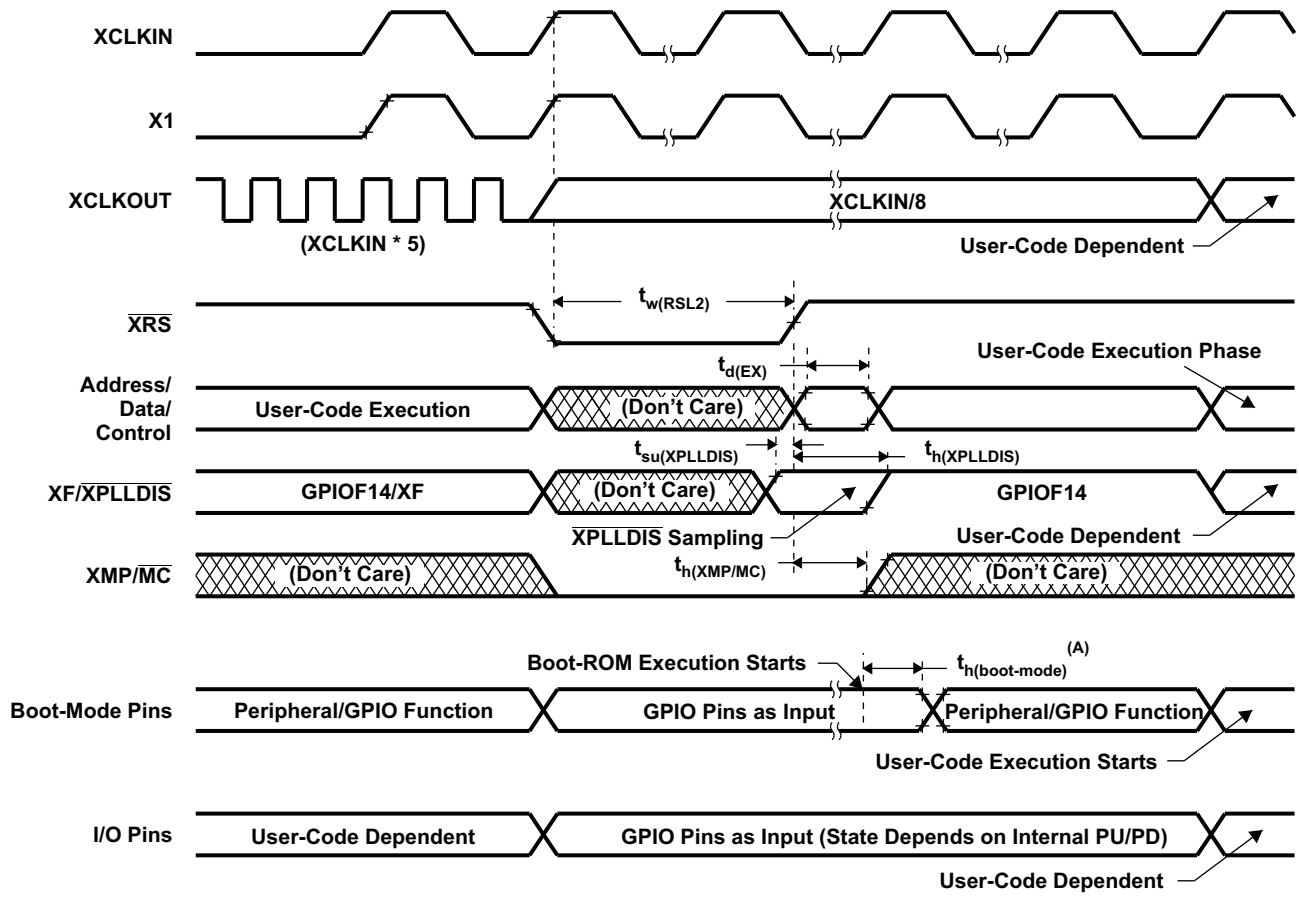 XCLKIN
X1
XCLKOUT
XCLKIN/8
(XCLKIN * 5)
User-Code Dependent
XRS
tw(RSL2)
User-Code Execution Phase
td(EX)
Address/
Data/
Control
User-Code Execution
(Don't Care)
tsu(XPLLDIS)
th(XPLLDIS)
XF/XPLLDIS
GPIOF14/XF
(Don't Care)
GPIOF14
XPLLDIS Sampling
User-Code Dependent
XMP/MC
(Don't Care)
th(XMP/MC)
(Don't Care)
Boot-ROM Execution Starts
th(boot-mode)(A)
Boot-Mode Pins
Peripheral/GPIO Function
GPIO Pins as Input
Peripheral/GPIO Function
User-Code Execution Starts
I/O Pins
User-Code Dependent
GPIO Pins as Input (State Depends on Internal PU/PD)
User-Code Dependent